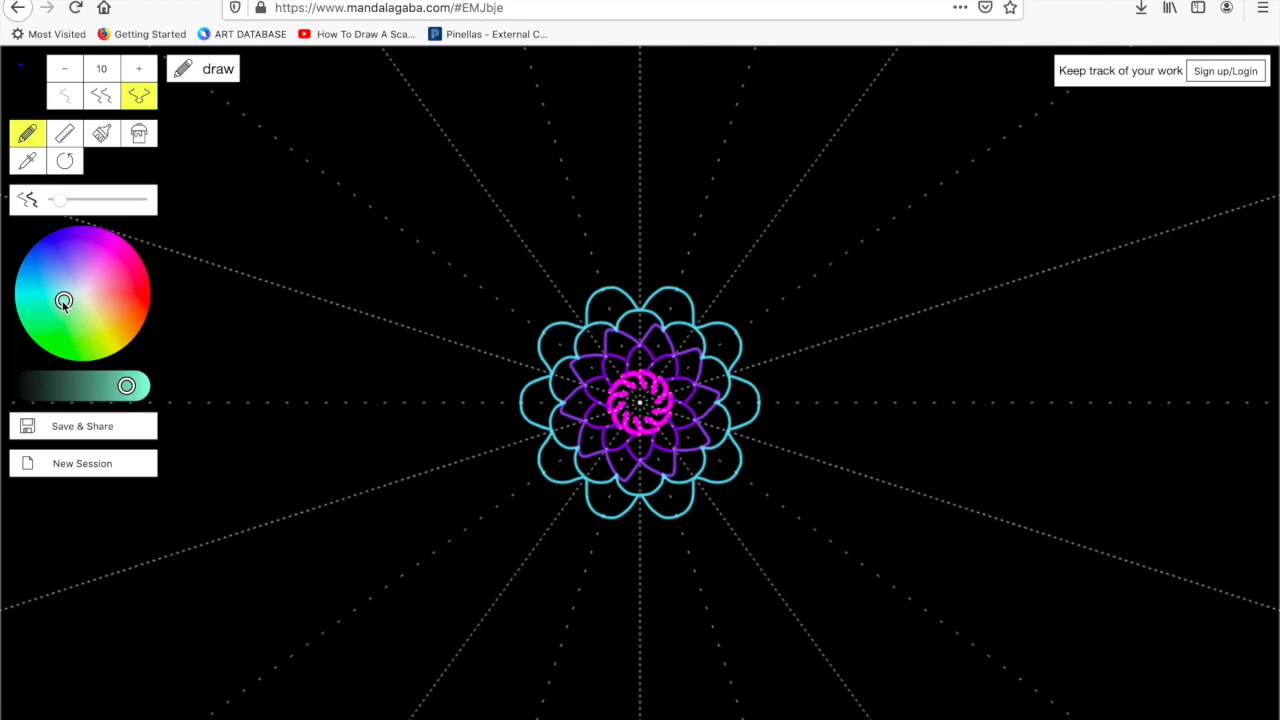 https://www.mandalagaba.com/#EMJbje
Most Visited Getting Started ART DATABASE How To Draw A Sca... Pinellas - External C...
− 10 + draw
Keep track of your work Sign up/Login
Save & Share
New Session